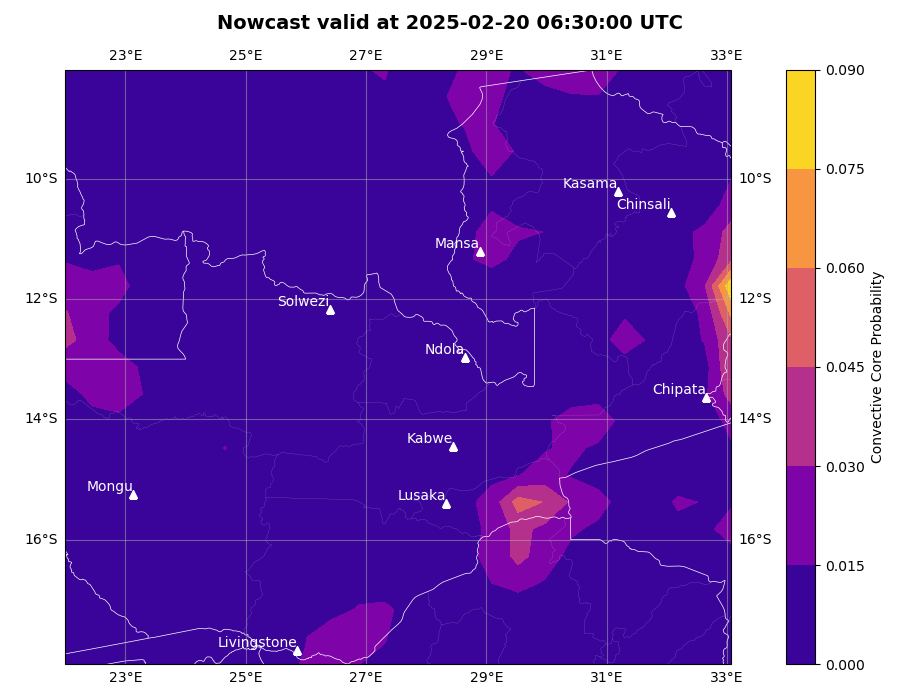 Nowcast valid at 2025-02-20 06:30:00 UTC
23°E 25°E 27°E 29°E 31°E 33°E
0.090
10°S 10°S
Kasama
Chinsali
0.075
Mansa
0.060
12°S 12°S
Solwezi
Ndola
0.045
Chipata
14°S 14°S
Kabwe
0.030
Mongu
Lusaka
16°S 16°S
0.015
Livingstone
0.000
23°E 25°E 27°E 29°E 31°E 33°E
Convective Core Probability